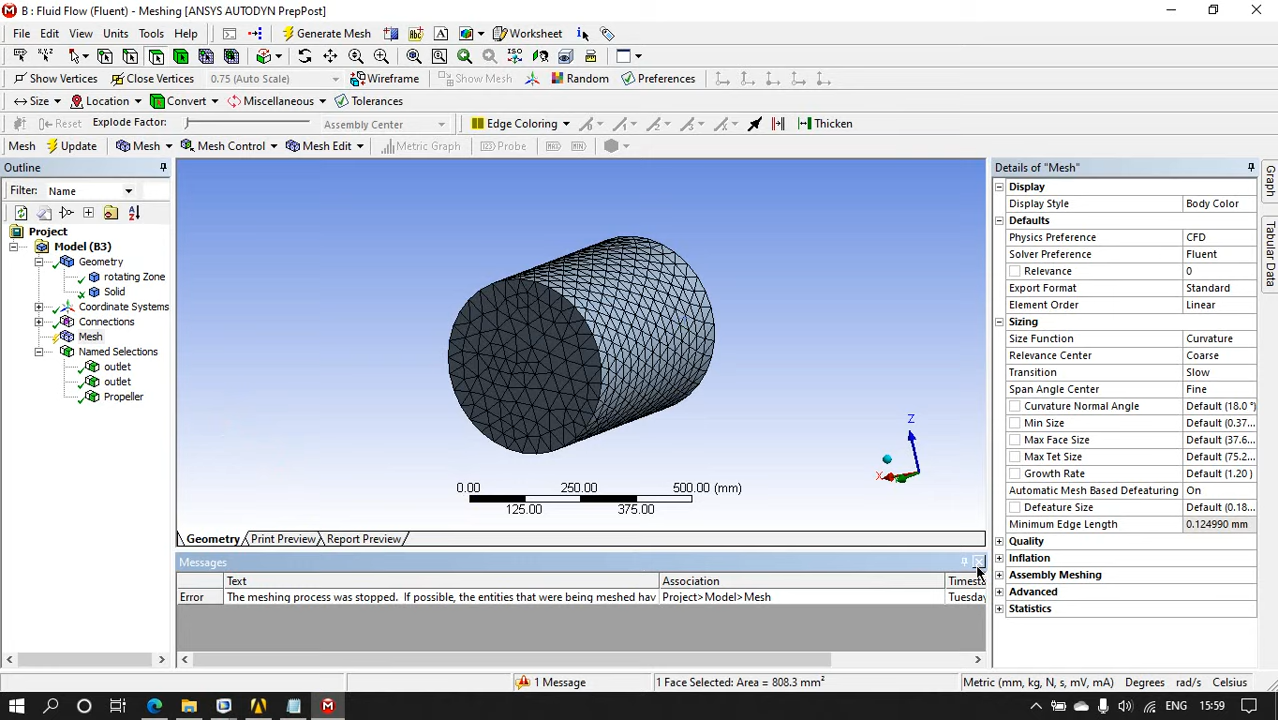 B : Fluid Flow (Fluent) - Meshing [ANSYS AUTODYN PrepPost]
File Edit View Units Tools Help Generate Mesh Worksheet
Show Vertices Close Vertices 0.75 (Auto Scale) Wireframe Show Mesh Random Preferences
Size Location Convert Miscellaneous Tolerances
Reset Explode Factor: Assembly Center Edge Coloring Thicken
Mesh Update Mesh Mesh Control Mesh Edit Metric Graph Probe
Outline
Filter: Name
Project
Model (B3)
Geometry
rotating Zone
Solid
Coordinate Systems
Connections
Mesh
Named Selections
outlet
outlet
Propeller
Z
X
0.00 250.00 500.00 (mm)
125.00 375.00
Geometry Print Preview Report Preview
Messages
Text Association Timesta
Error The meshing process was stopped. If possible, the entities that were being meshed hav Project>Model>Mesh Tuesday
Details of "Mesh"
Display
Display Style Body Color
Defaults
Physics Preference CFD
Solver Preference Fluent
Relevance 0
Export Format Standard
Element Order Linear
Sizing
Size Function Curvature
Relevance Center Coarse
Transition Slow
Span Angle Center Fine
Curvature Normal Angle Default (18.0 °)
Min Size Default (0.37...
Max Face Size Default (37.6...
Max Tet Size Default (75.2...
Growth Rate Default (1.20 )
Automatic Mesh Based Defeaturing On
Defeature Size Default (0.18...
Minimum Edge Length 0.124990 mm
Quality
Inflation
Assembly Meshing
Advanced
Statistics
Graph
Tabular Data
1 Message 1 Face Selected: Area = 808.3 mm² Metric (mm, kg, N, s, mV, mA) Degrees rad/s Celsius
ENG 15:59